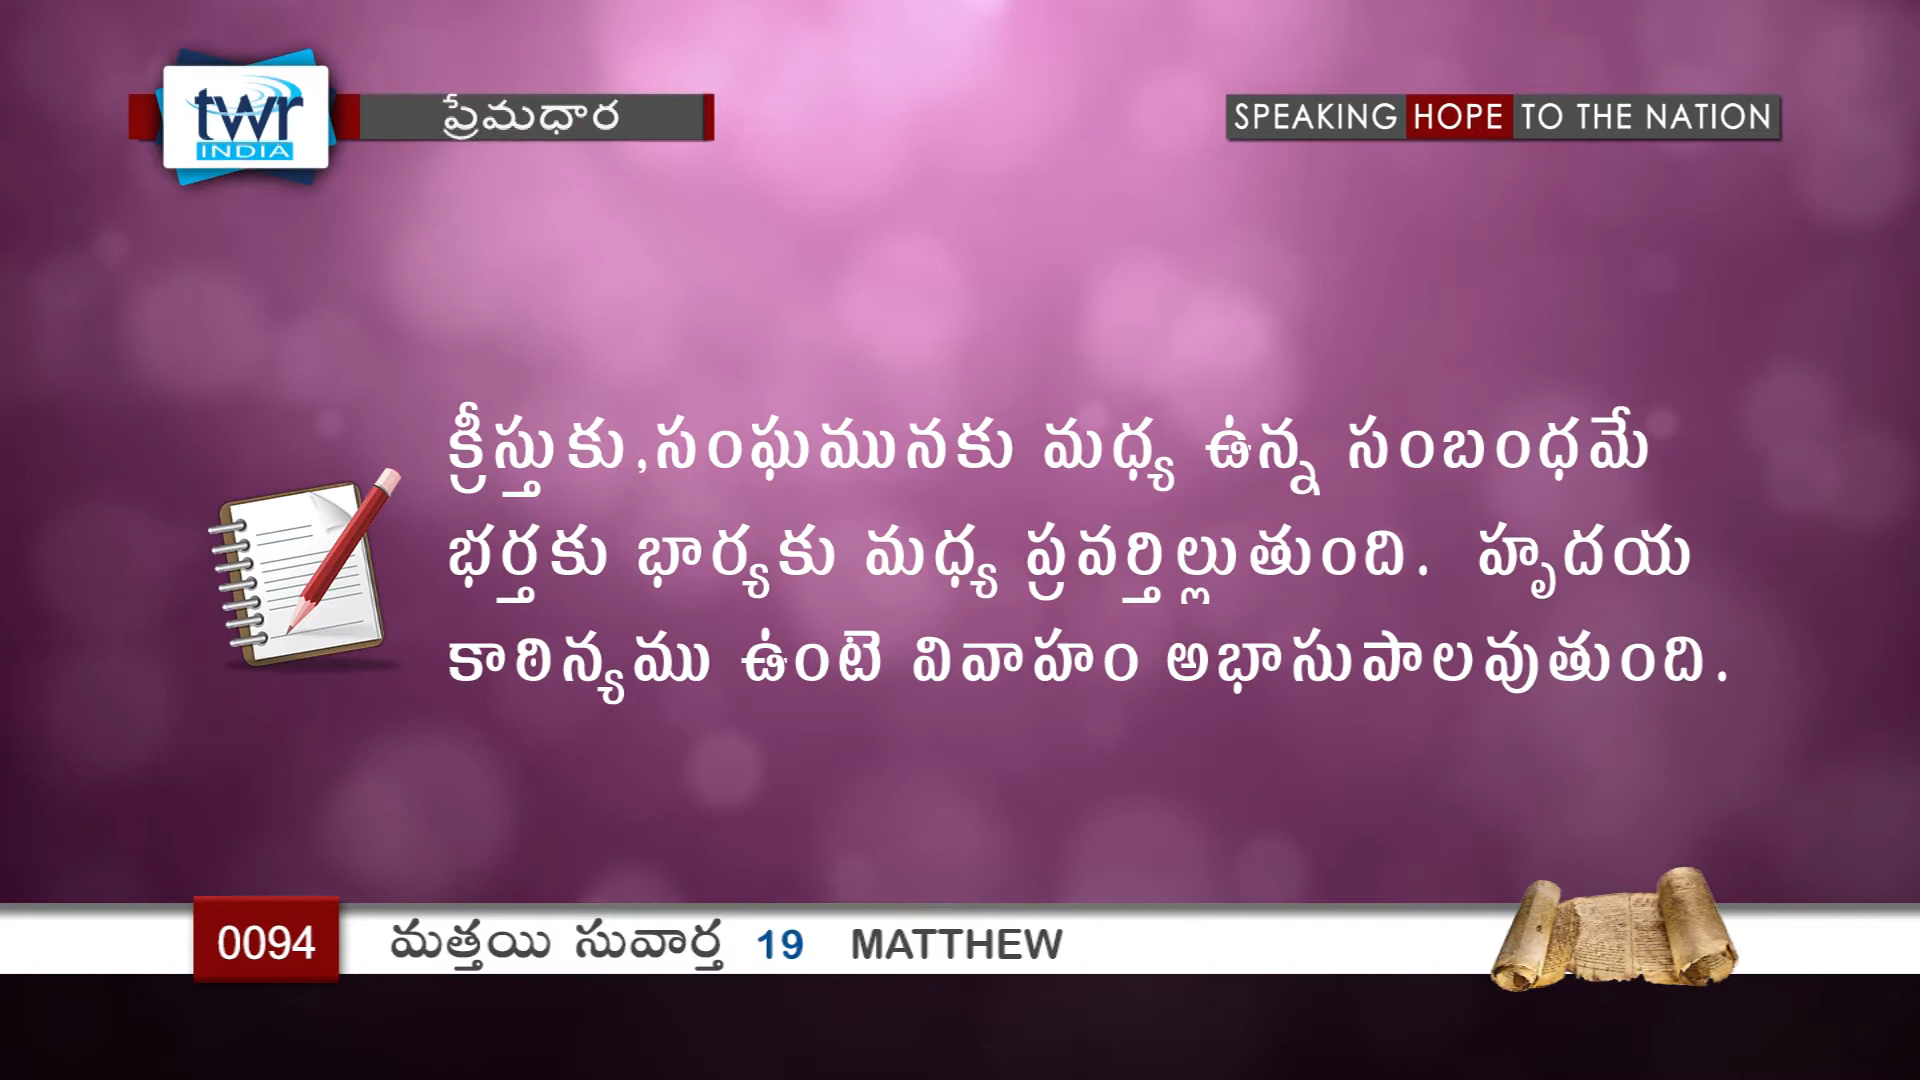 twr
INDIA
ప్రేమధార
SPEAKING HOPE TO THE NATION
క్రీస్తుకు,సంఘమునకు మధ్య ఉన్న సంబంధమే
భర్తకు భార్యకు మధ్య ప్రవర్తిల్లుతుంది. హృదయ
కాఠిన్యము ఉంటె వివాహం అభాసుపాలవుతుంది.
0094 మత్తయి సువార్త 19 MATTHEW